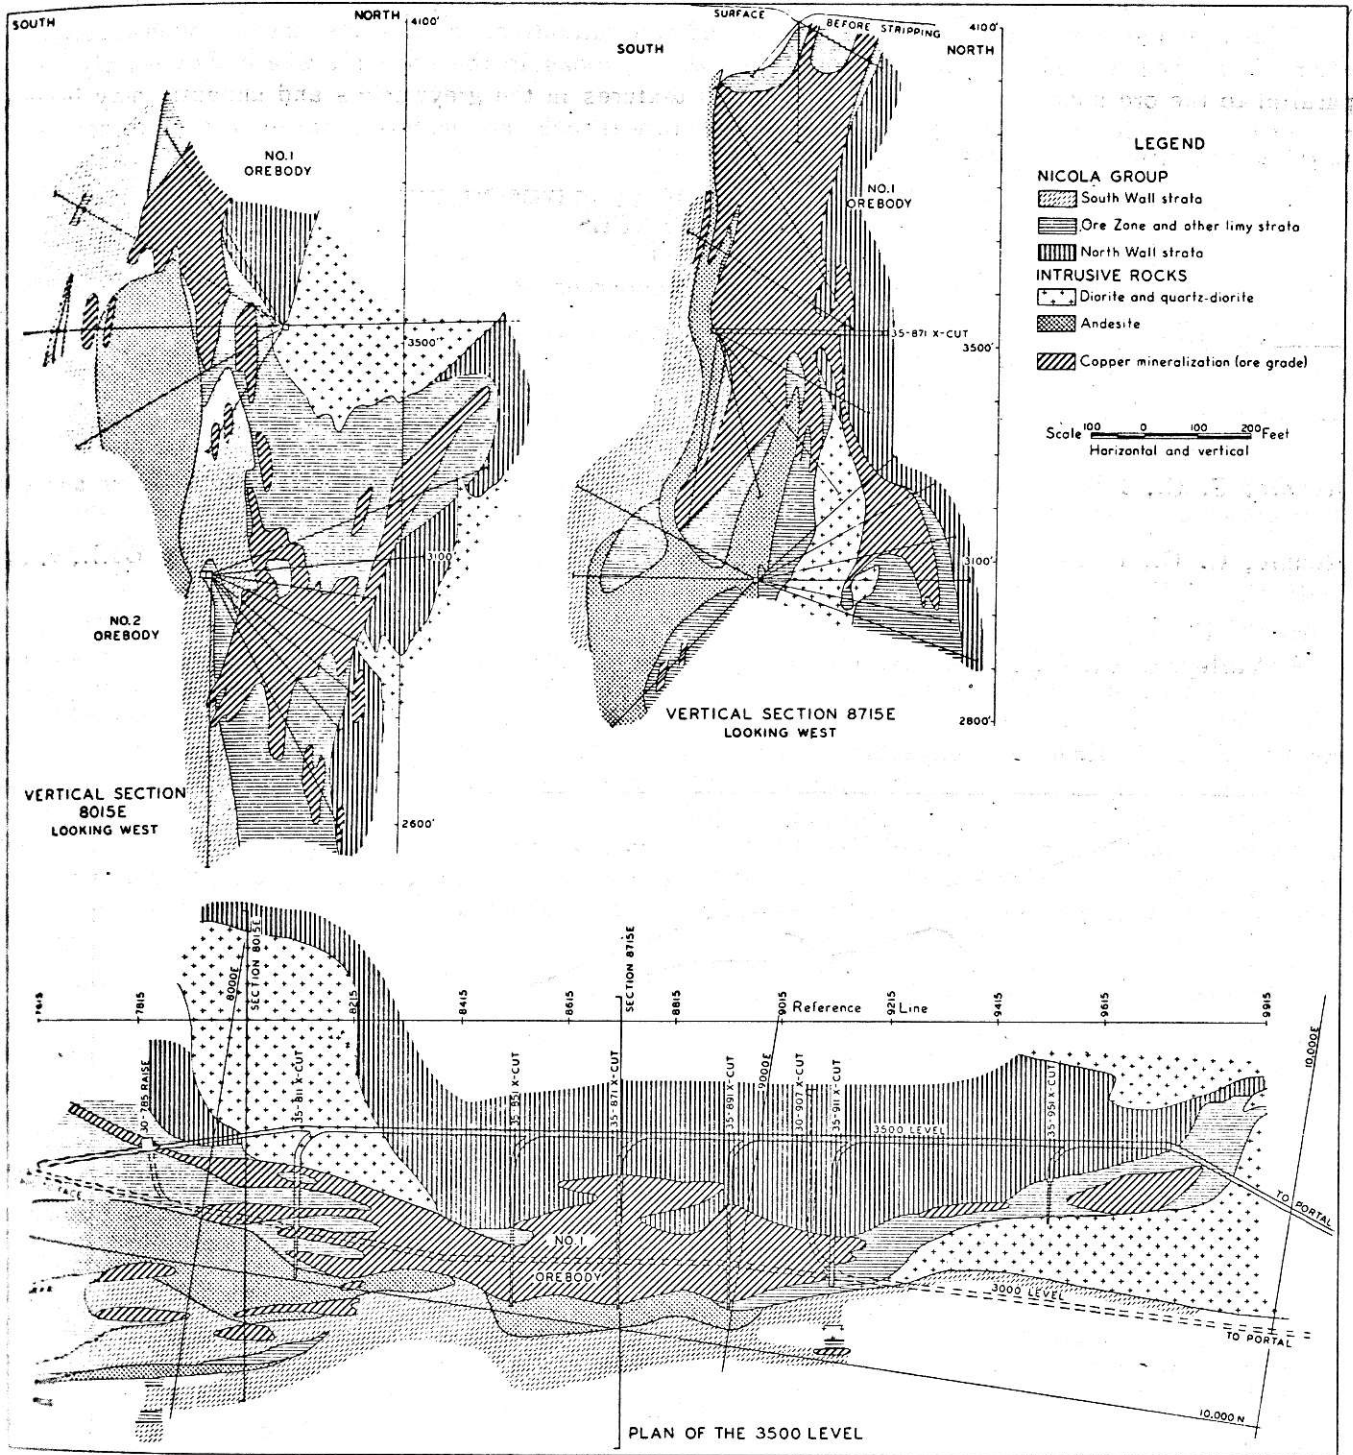 SOUTH
NORTH
4100'
NO. 1
OREBODY
3500'
3100'
NO. 2
OREBODY
2600'
VERTICAL SECTION
8015E
LOOKING WEST
SURFACE
BEFORE STRIPPING
SOUTH
4100'
NORTH
NO. 1
OREBODY
35-871 X-CUT
3500'
3100'
2800'
VERTICAL SECTION 8715E
LOOKING WEST
LEGEND
NICOLA GROUP
South Wall strata
Ore Zone and other limy strata
North Wall strata
INTRUSIVE ROCKS
Diorite and quartz-diorite
Andesite
Copper mineralization (ore grade)
Scale 100 0 100 200 Feet
Horizontal and vertical
7615
7815
8000E
SECTION 8015E
8215
8415
8615
SECTION 8715E
8815
9015
Reference Line
9215
9415
9615
9915
10,000E
30-785 RAISE
35-811 X-CUT
35-851 X-CUT
35-871 X-CUT
35-891 X-CUT
9000E
30-907 X-CUT
35-911 X-CUT
35-951 X-CUT
3500 LEVEL
TO PORTAL
NO. 1
OREBODY
3000 LEVEL
TO PORTAL
10,000 N
PLAN OF THE 3500 LEVEL